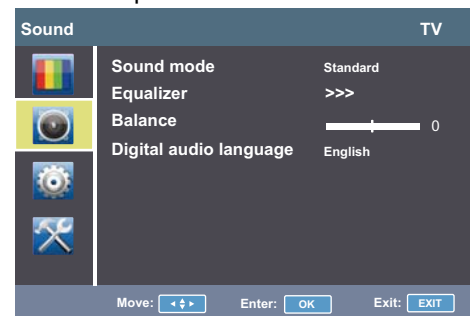 Sound TV
Sound mode Standard
Equalizer >>>
Balance 0
Digital audio language English
Move: Enter: OK Exit: EXIT